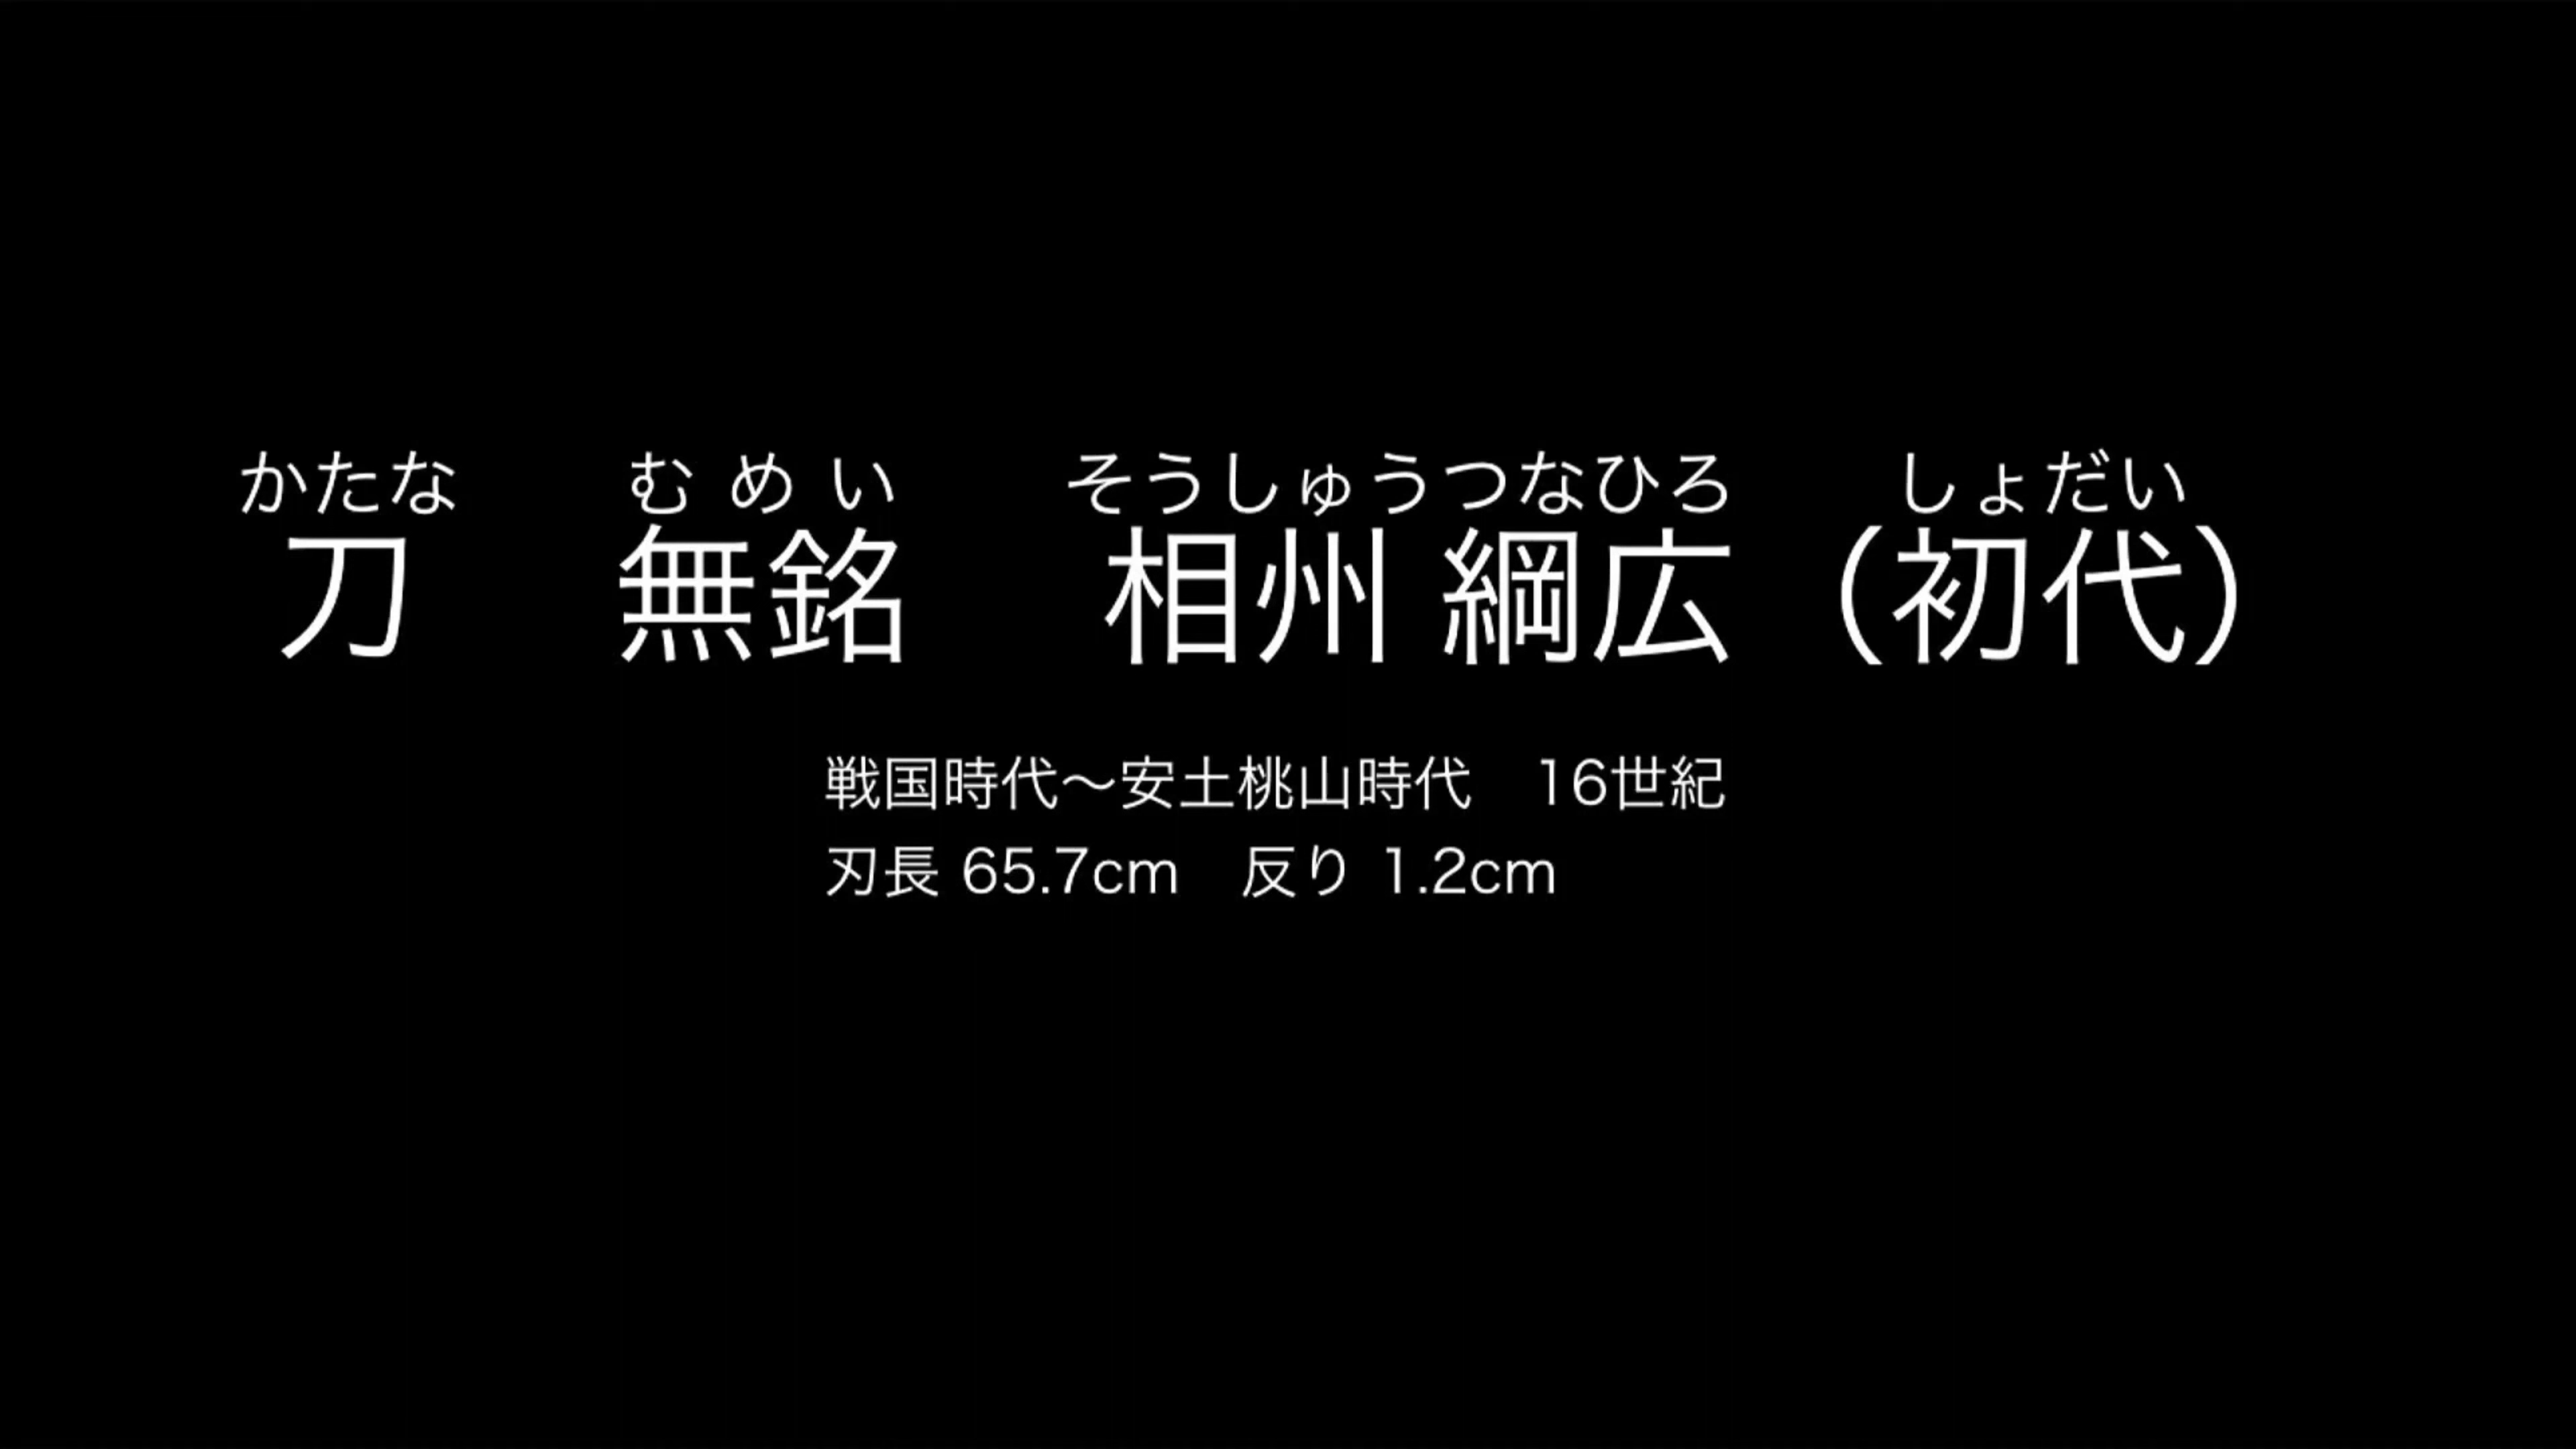 かたな　むめい　そうしゅうつなひろ　しょだい
刀　無銘　相州 綱広（初代）
戦国時代～安土桃山時代　16世紀
刃長 65.7cm　反り 1.2cm